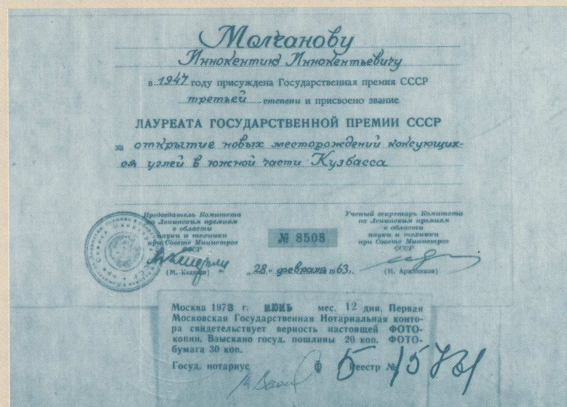 Молчанову
Иннокентию Иннокентьевичу
в 1947 году присуждена Государственная премия СССР
третьей степени и присвоено звание
ЛАУРЕАТА ГОСУДАРСТВЕННОЙ ПРЕМИИ СССР
за открытие новых месторождений коксующих-
ся углей в южной части Кузбасса
Председатель Комитета
по Ленинским премиям
в области
науки и техники
при Совете Министров
СССР
(М. Келдыш)
№ 8508
„28" февраля 63 г.
Ученый секретарь Комитета
по Ленинским премиям
в области
науки и техники
при Совете Министров
СССР
Москва 1973 г. ИЮНЬ мес. 12 дня. Первая
Московская Государственная Нотариальная конто-
ра свидетельствует верность настоящей ФОТО-
копии. Взыскано госуд. пошлины 20 коп. ФОТО-
бумага 30 коп.
Госуд. нотариус
Реестр №